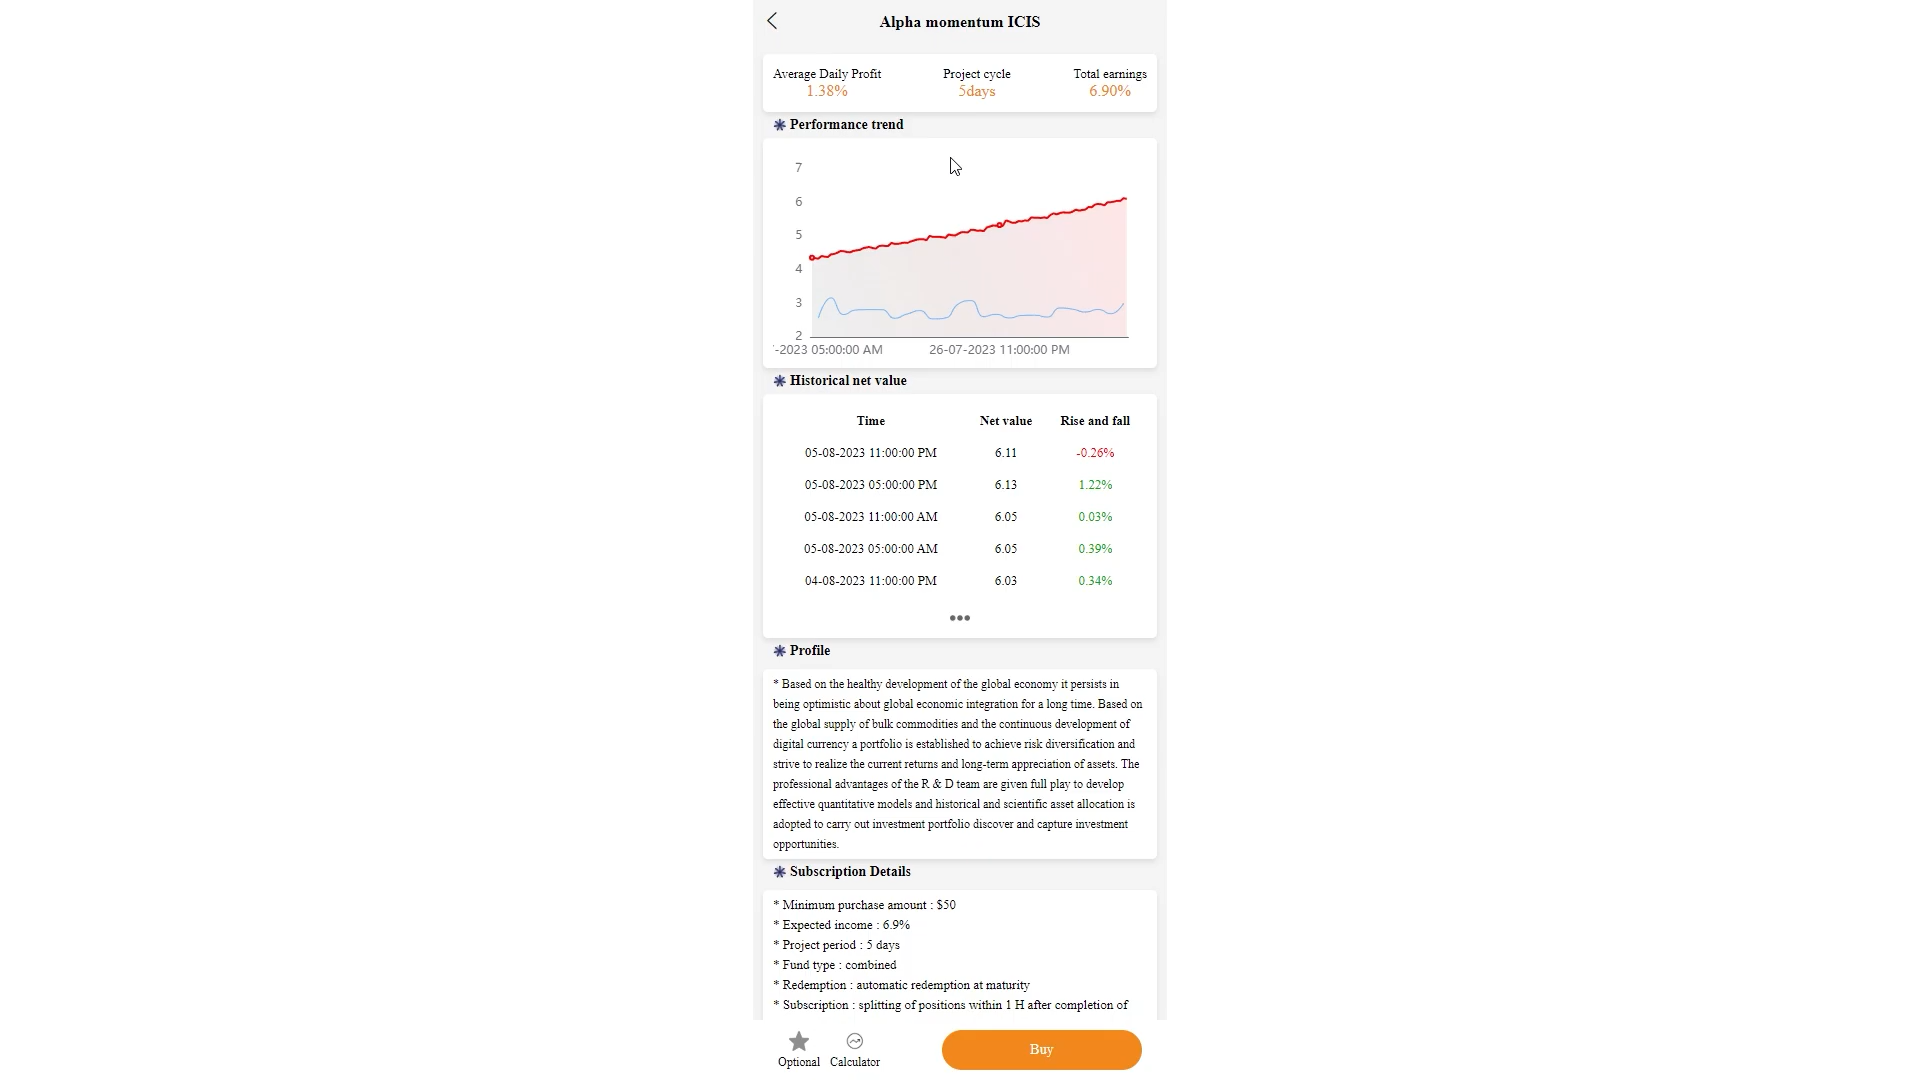 Alpha momentum ICIS
Average Daily Profit Project cycle Total earnings
1.38% 5days 6.90%
Performance trend
7
6
5
4
3
2
-2023 05:00:00 AM 26-07-2023 11:00:00 PM
Historical net value
Time Net value Rise and fall
05-08-2023 11:00:00 PM 6.11 -0.26%
05-08-2023 05:00:00 PM 6.13 1.22%
05-08-2023 11:00:00 AM 6.05 0.03%
05-08-2023 05:00:00 AM 6.05 0.39%
04-08-2023 11:00:00 PM 6.03 0.34%
Profile
* Based on the healthy development of the global economy it persists in
being optimistic about global economic integration for a long time. Based on
the global supply of bulk commodities and the continuous development of
digital currency a portfolio is established to achieve risk diversification and
strive to realize the current returns and long-term appreciation of assets. The
professional advantages of the R & D team are given full play to develop
effective quantitative models and historical and scientific asset allocation is
adopted to carry out investment portfolio discover and capture investment
opportunities.
Subscription Details
* Minimum purchase amount : $50
* Expected income : 6.9%
* Project period : 5 days
* Fund type : combined
* Redemption : automatic redemption at maturity
* Subscription : splitting of positions within 1 H after completion of
Optional Calculator Buy